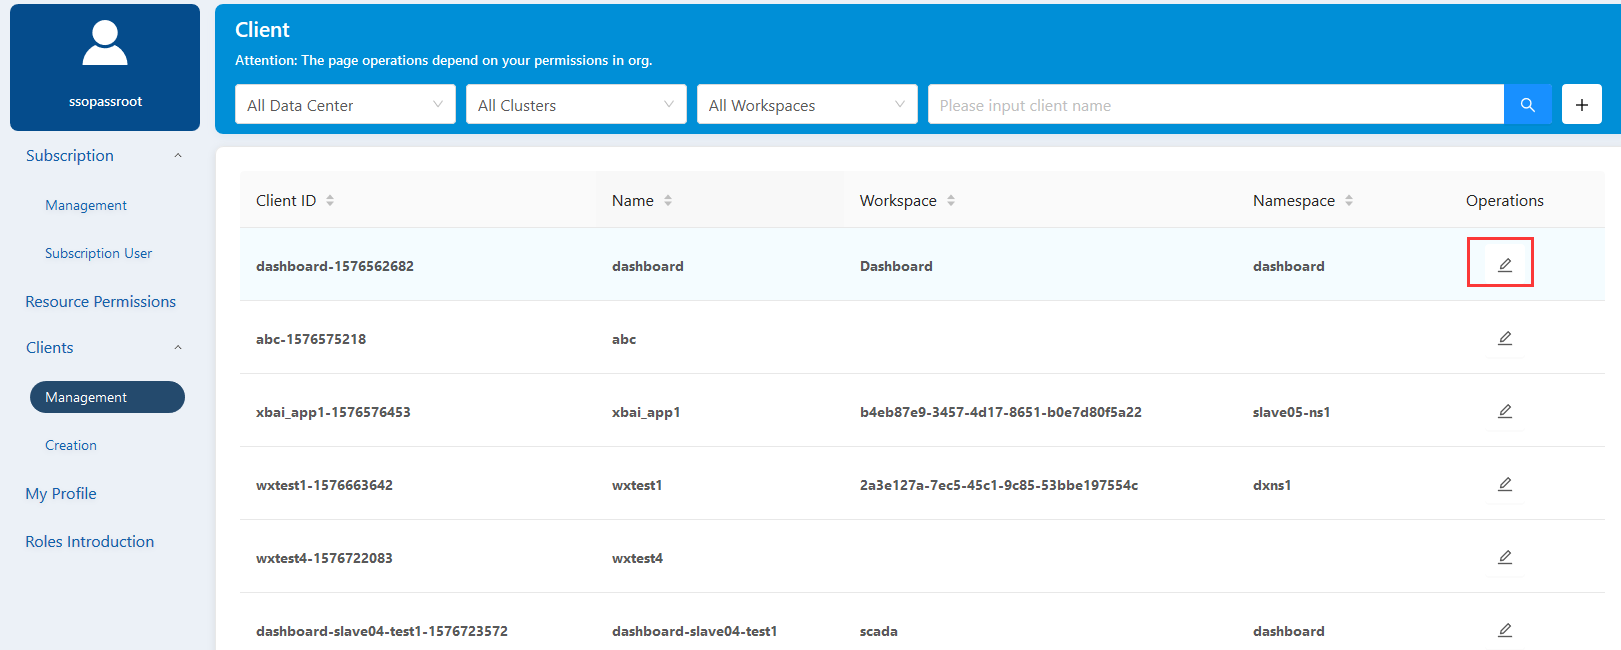 ssopassroot
Subscription
Management
Subscription User
Resource Permissions
Clients
Management
Creation
My Profile
Roles Introduction
Client
Attention: The page operations depend on your permissions in org.
All Data Center All Clusters All Workspaces Please input client name
Client ID Name Workspace Namespace Operations
dashboard-1576562682 dashboard Dashboard dashboard
abc-1576575218 abc
xbai_app1-1576576453 xbai_app1 b4eb87e9-3457-4d17-8651-b0e7d80f5a22 slave05-ns1
wxtest1-1576663642 wxtest1 2a3e127a-7ec5-45c1-9c85-53bbe197554c dxns1
wxtest4-1576722083 wxtest4
dashboard-slave04-test1-1576723572 dashboard-slave04-test1 scada dashboard